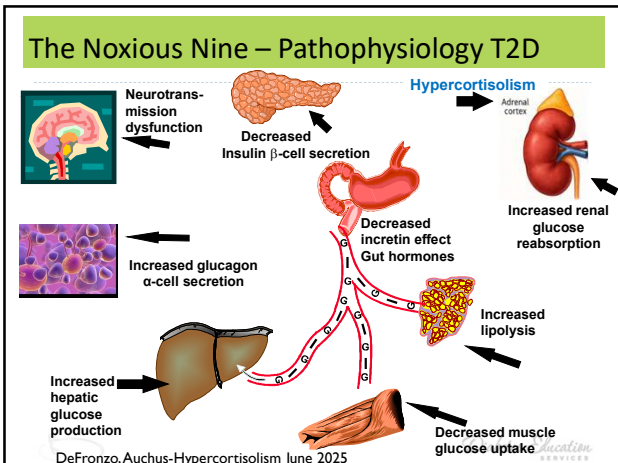 The Noxious Nine – Pathophysiology T2D
Neurotrans-
mission
dysfunction
Decreased
Insulin β-cell secretion
Hypercortisolism
Adrenal
cortex
Increased renal
glucose
reabsorption
Decreased
incretin effect
Gut hormones
Increased glucagon
α-cell secretion
Increased
lipolysis
Increased
hepatic
glucose
production
Decreased muscle
glucose uptake
G
I
G
I
G
G
I
G
I
G
G
I
G
I
G
I
G
I
G
DeFronzo, Auchus-Hypercortisolism June 2025
Education
SERVICES